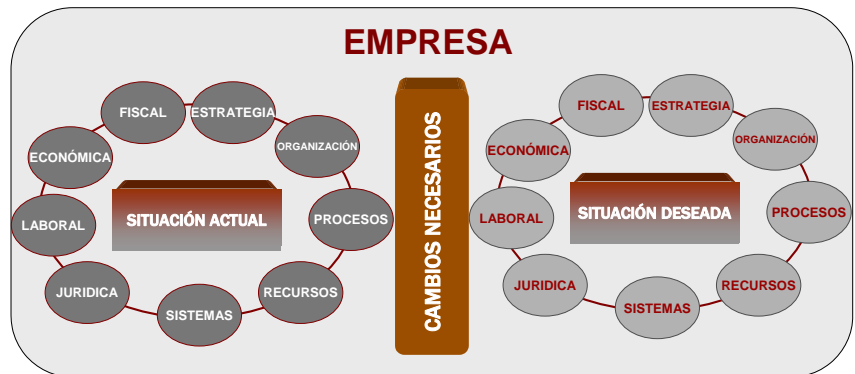 EMPRESA
FISCAL
ESTRATEGIA
ORGANIZACIÓN
PROCESOS
RECURSOS
SISTEMAS
JURIDICA
LABORAL
ECONÓMICA
SITUACIÓN ACTUAL
CAMBIOS NECESARIOS
FISCAL
ESTRATEGIA
ORGANIZACIÓN
PROCESOS
RECURSOS
SISTEMAS
JURIDICA
LABORAL
ECONÓMICA
SITUACIÓN DESEADA